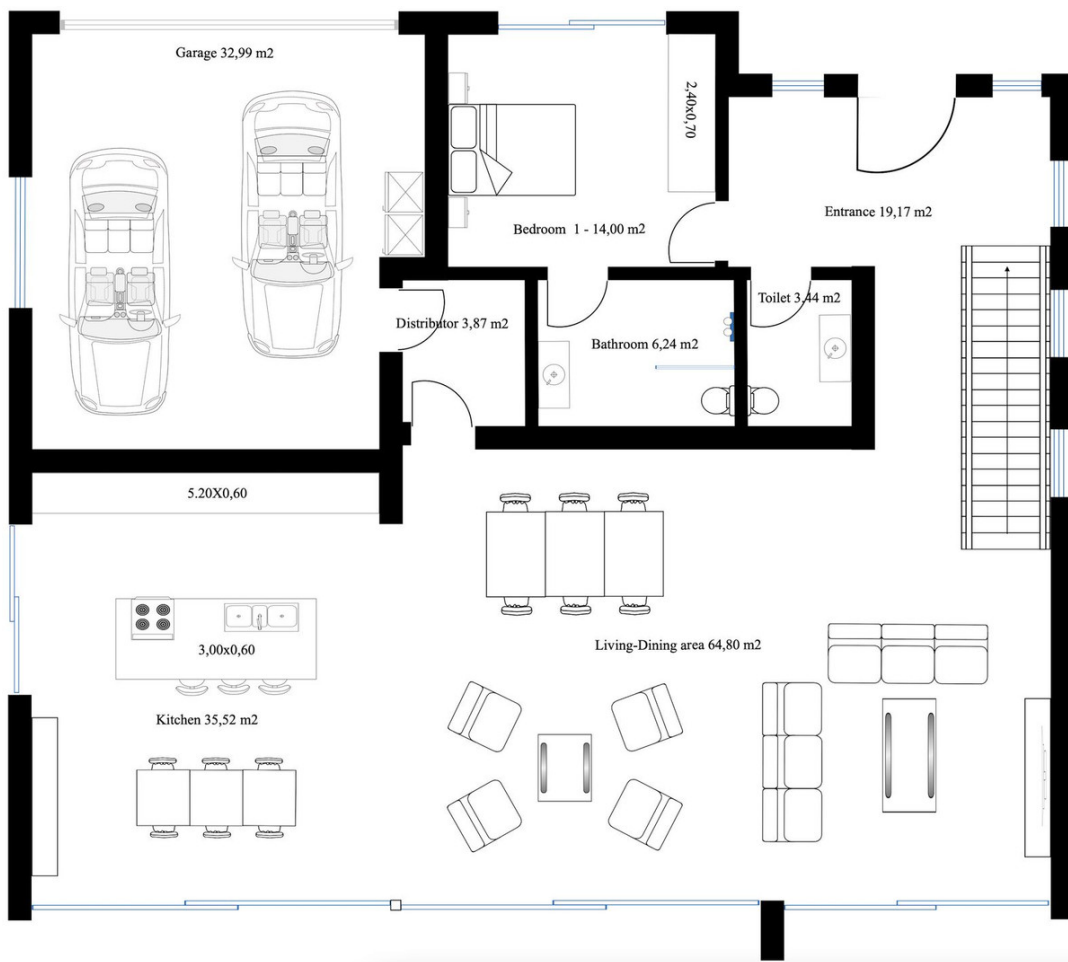 Garage 32,99 m2
2,40x0,70
Bedroom 1 - 14,00 m2
Entrance 19,17 m2
Toilet 3,44 m2
Distributor 3,87 m2
Bathroom 6,24 m2
5.20X0,60
3,00x0,60
Living-Dining area 64,80 m2
Kitchen 35,52 m2